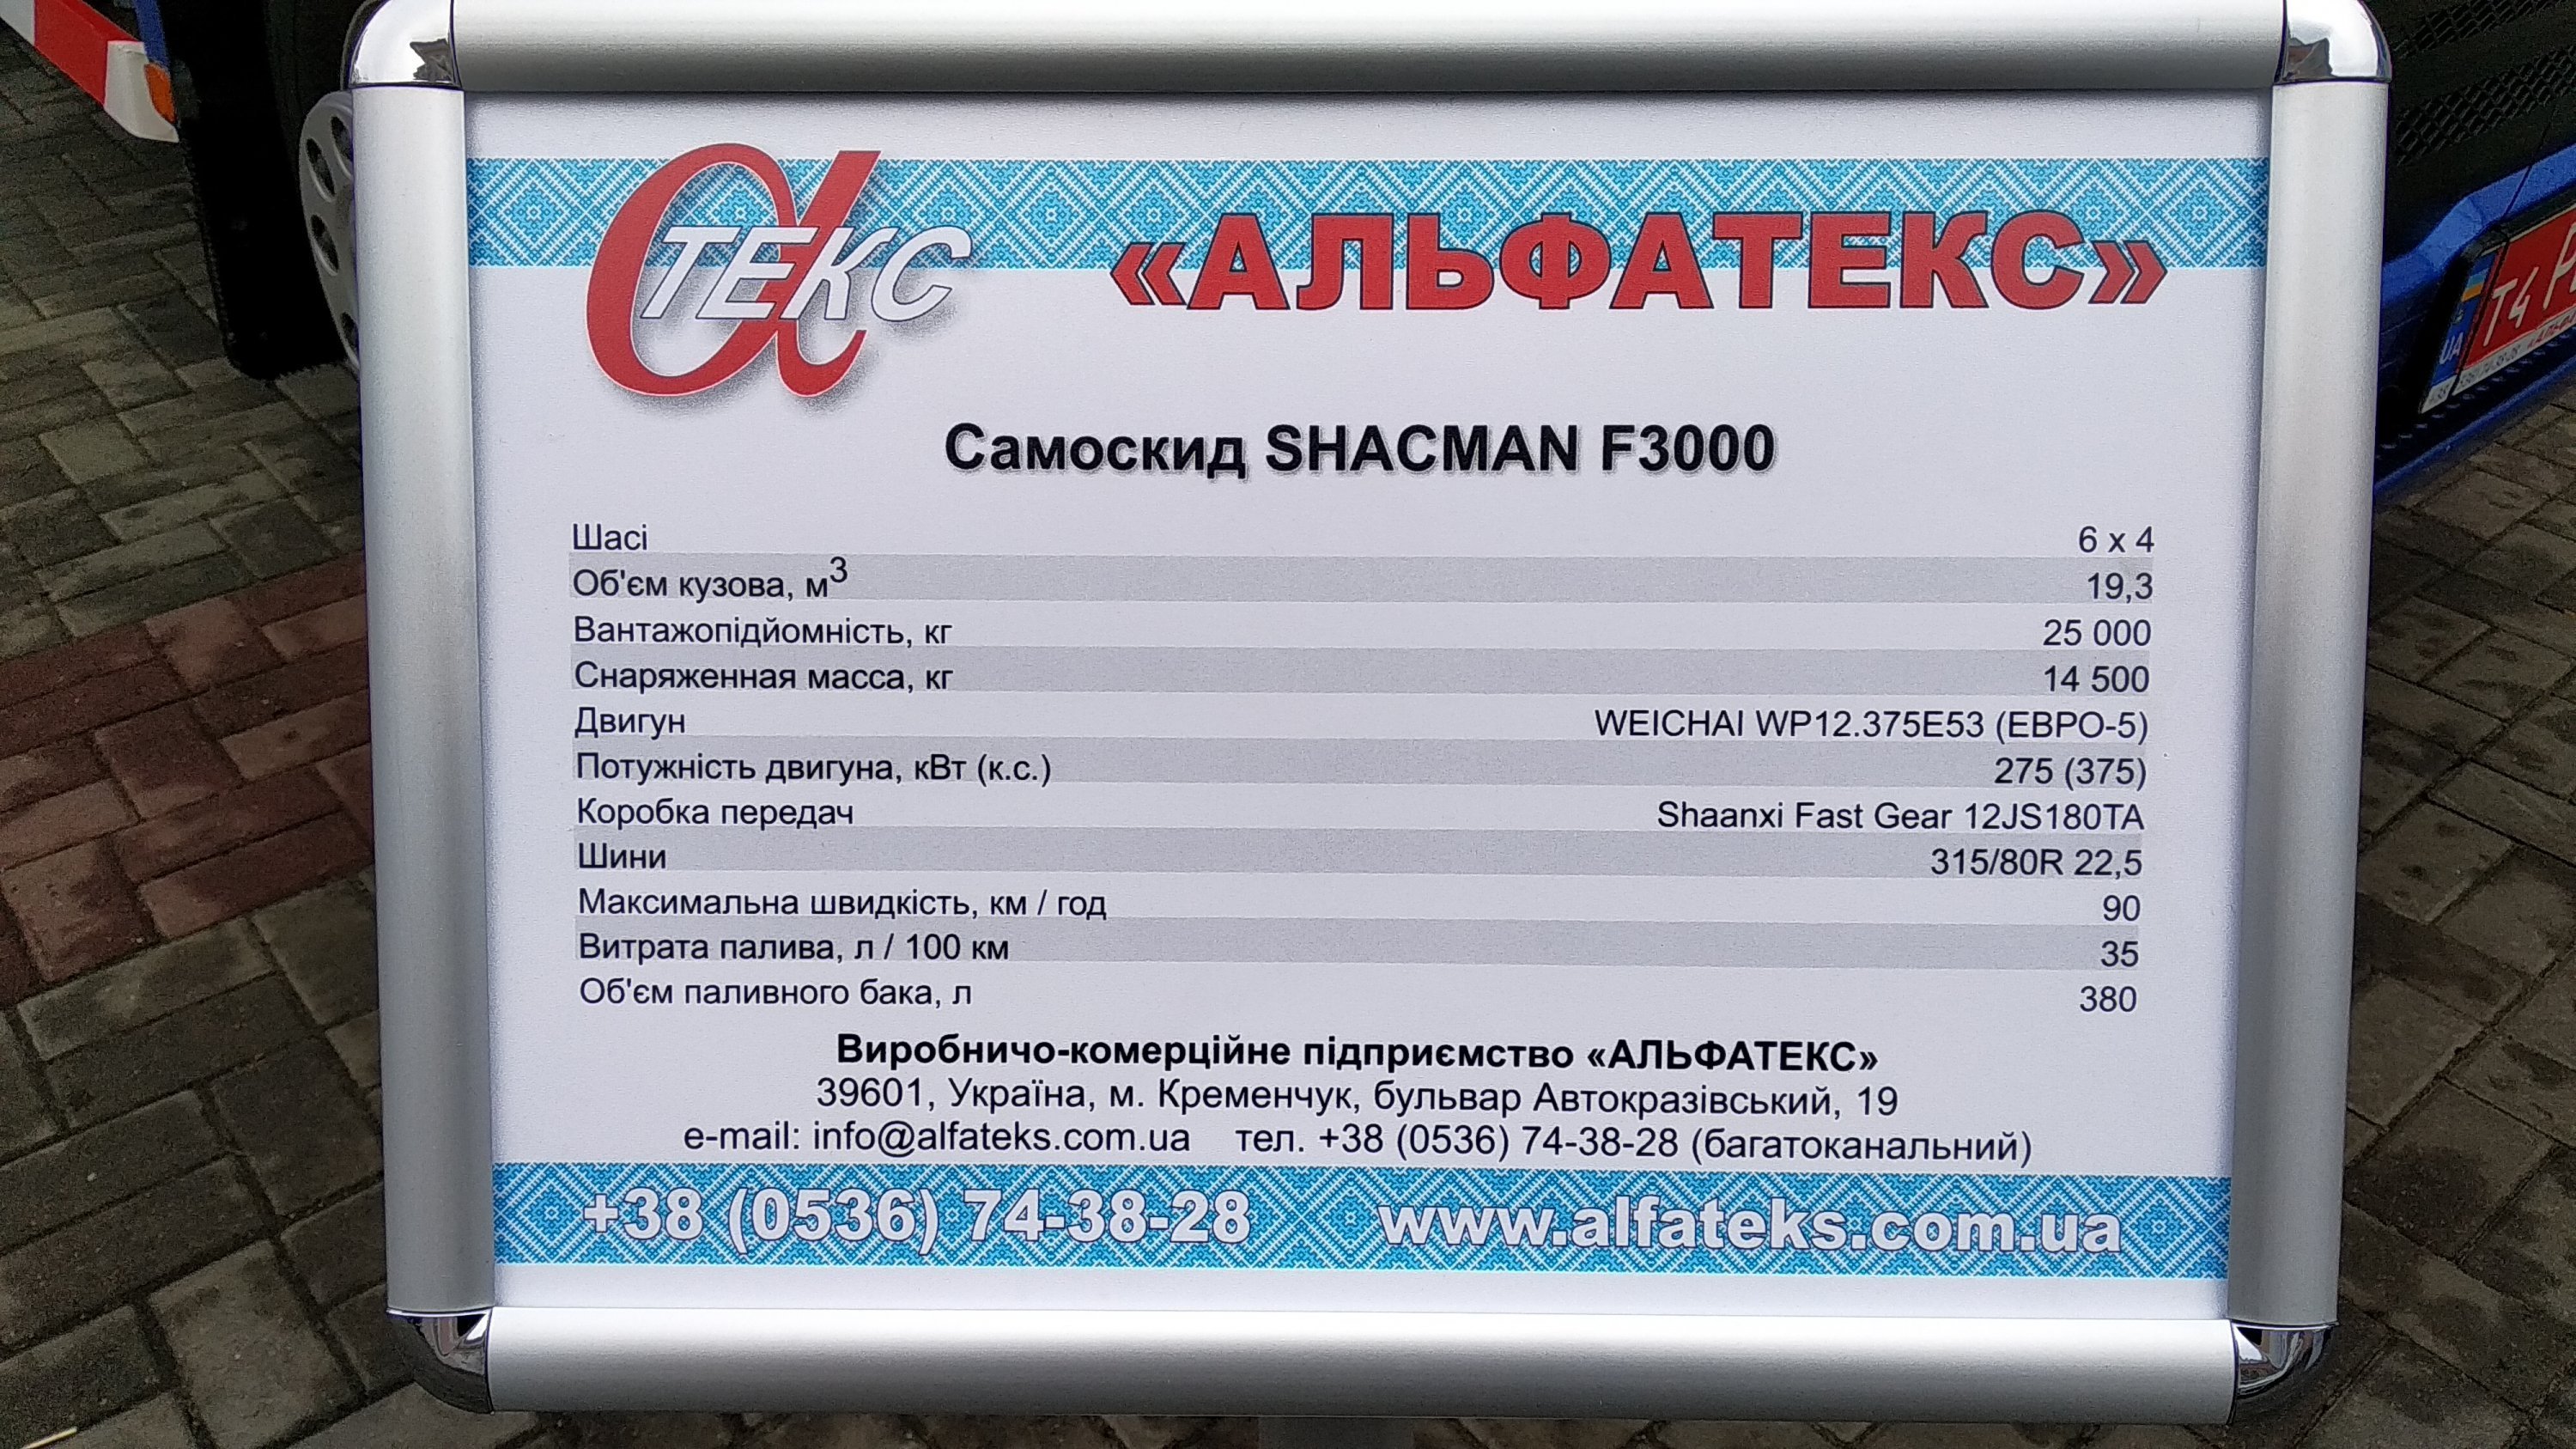 αТЕКС «АЛЬФАТЕКС»
Самоскид SHACMAN F3000
Шасі 6 x 4
Об'єм кузова, м³ 19,3
Вантажопідйомність, кг 25 000
Снаряженная масса, кг 14 500
Двигун WEICHAI WP12.375E53 (ЕВРО-5)
Потужність двигуна, кВт (к.с.) 275 (375)
Коробка передач Shaanxi Fast Gear 12JS180TA
Шини 315/80R 22,5
Максимальна швидкість, км / год 90
Витрата палива, л / 100 км 35
Об'єм паливного бака, л 380
Виробничо-комерційне підприємство «АЛЬФАТЕКС»
39601, Україна, м. Кременчук, бульвар Автокразівський, 19
e-mail: info@alfateks.com.ua тел. +38 (0536) 74-38-28 (багатоканальний)
+38 (0536) 74-38-28 www.alfateks.com.ua
UA T4